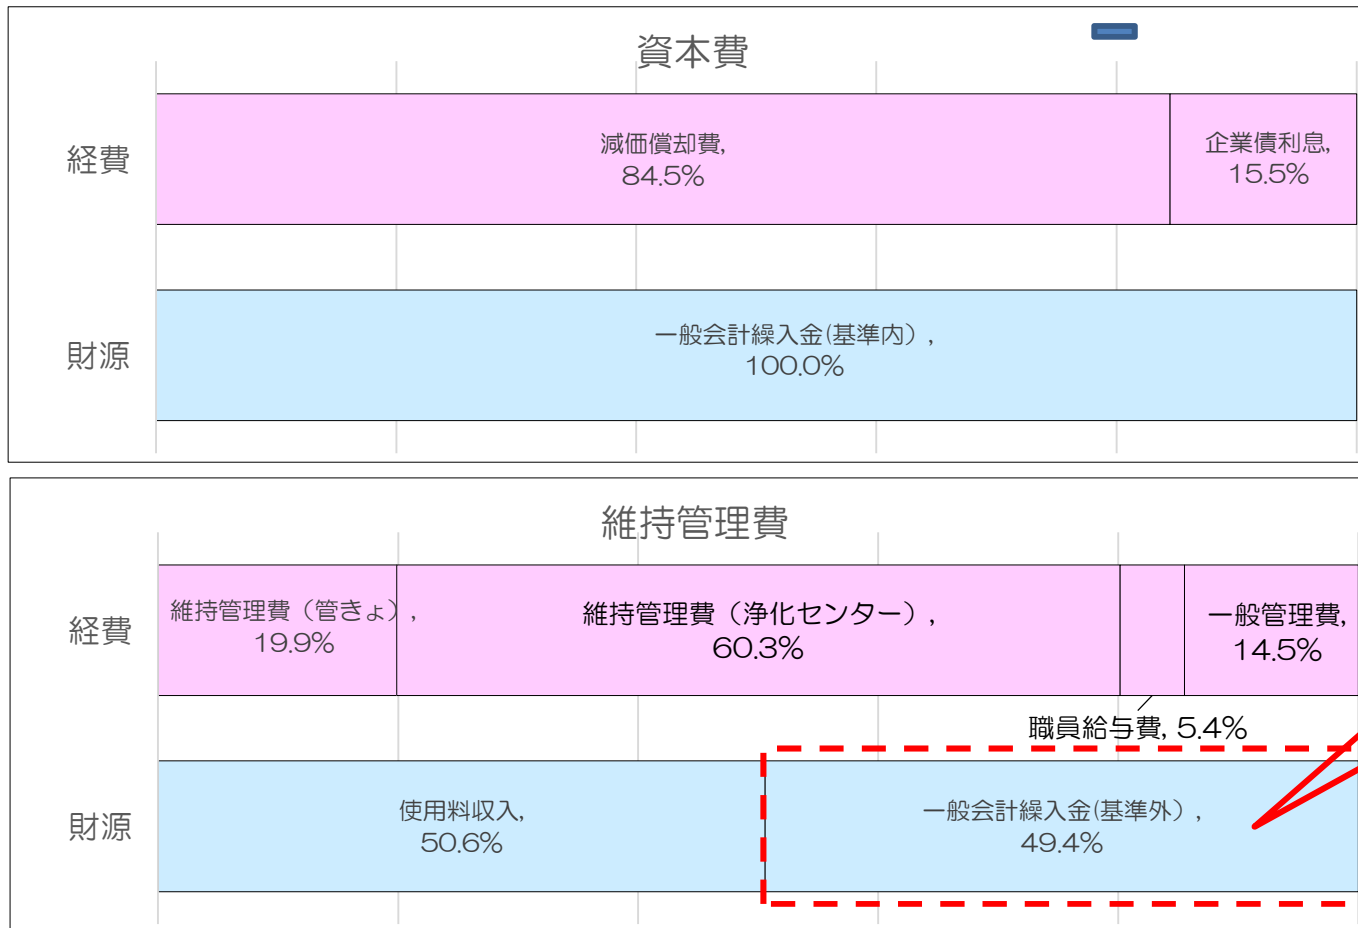 資本費
経費
減価償却費,
84.5%
企業債利息,
15.5%
財源
一般会計繰入金(基準内）,
100.0%
維持管理費
経費
維持管理費（管きょ）,
19.9%
維持管理費（浄化センター）,
60.3%
一般管理費,
14.5%
職員給与費, 5.4%
財源
使用料収入,
50.6%
一般会計繰入金(基準外）,
49.4%